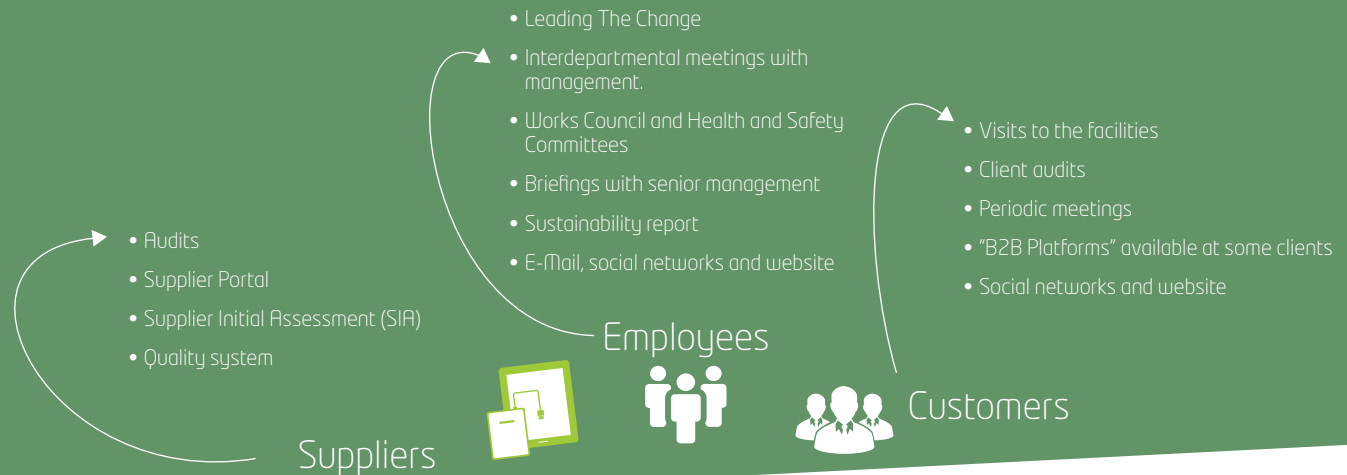 • Leading The Change
• Interdepartmental meetings with
management.
• Works Council and Health and Safety
Committees
• Briefings with senior management
• Sustainability report
• E-Mail, social networks and website
Employees
• Visits to the facilities
• Client audits
• Periodic meetings
• “B2B Platforms” available at some clients
• Social networks and website
Customers
• Audits
• Supplier Portal
• Supplier Initial Assessment (SIA)
• Quality system
Suppliers